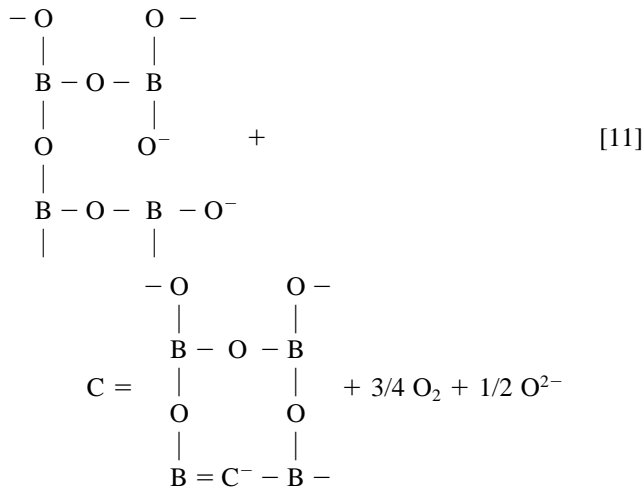 – O O –
| |
B – O – B
| |
O O⁻ + [11]
|
B – O – B – O⁻
| |
– O O –
| |
B – O – B
C = | | + 3/4 O₂ + 1/2 O²⁻
O O
| |
B = C⁻ – B –